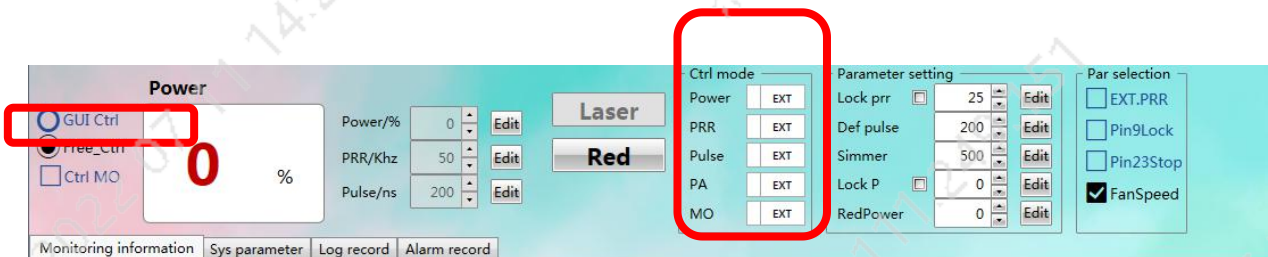 Power
GUI Ctrl
Free_Ctrl
Ctrl MO
0 %
Power/% 0 Edit
PRR/Khz 50 Edit
Pulse/ns 200 Edit
Laser
Red
Ctrl mode
Power EXT
PRR EXT
Pulse EXT
PA EXT
MO EXT
Parameter setting
Lock prr 25 Edit
Def pulse 200 Edit
Simmer 500 Edit
Lock P 0 Edit
RedPower 0 Edit
Par selection
EXT.PRR
Pin9Lock
Pin23Stop
FanSpeed
Monitoring information Sys parameter Log record Alarm record